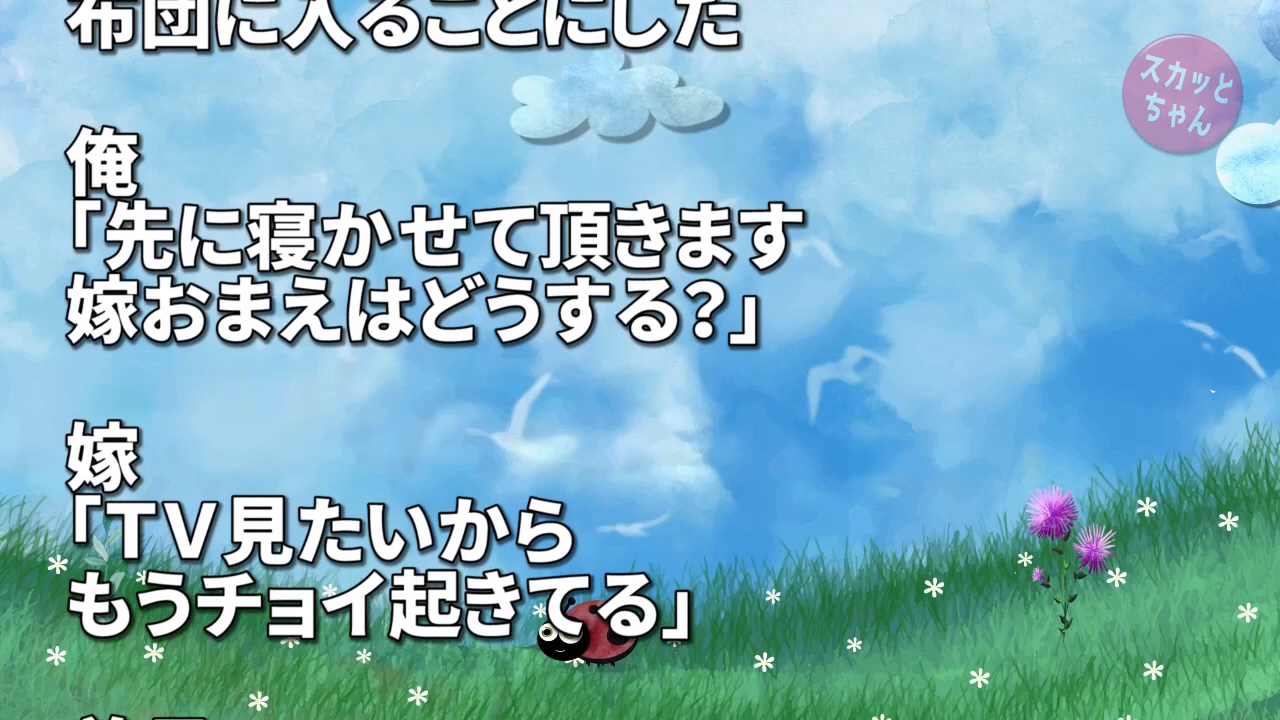 布団に入ることにした
スカッと
ちゃん
俺
「先に寝かせて頂きます
嫁おまえはどうする？」
嫁
「ＴＶ見たいから
もうチョイ起きてる」